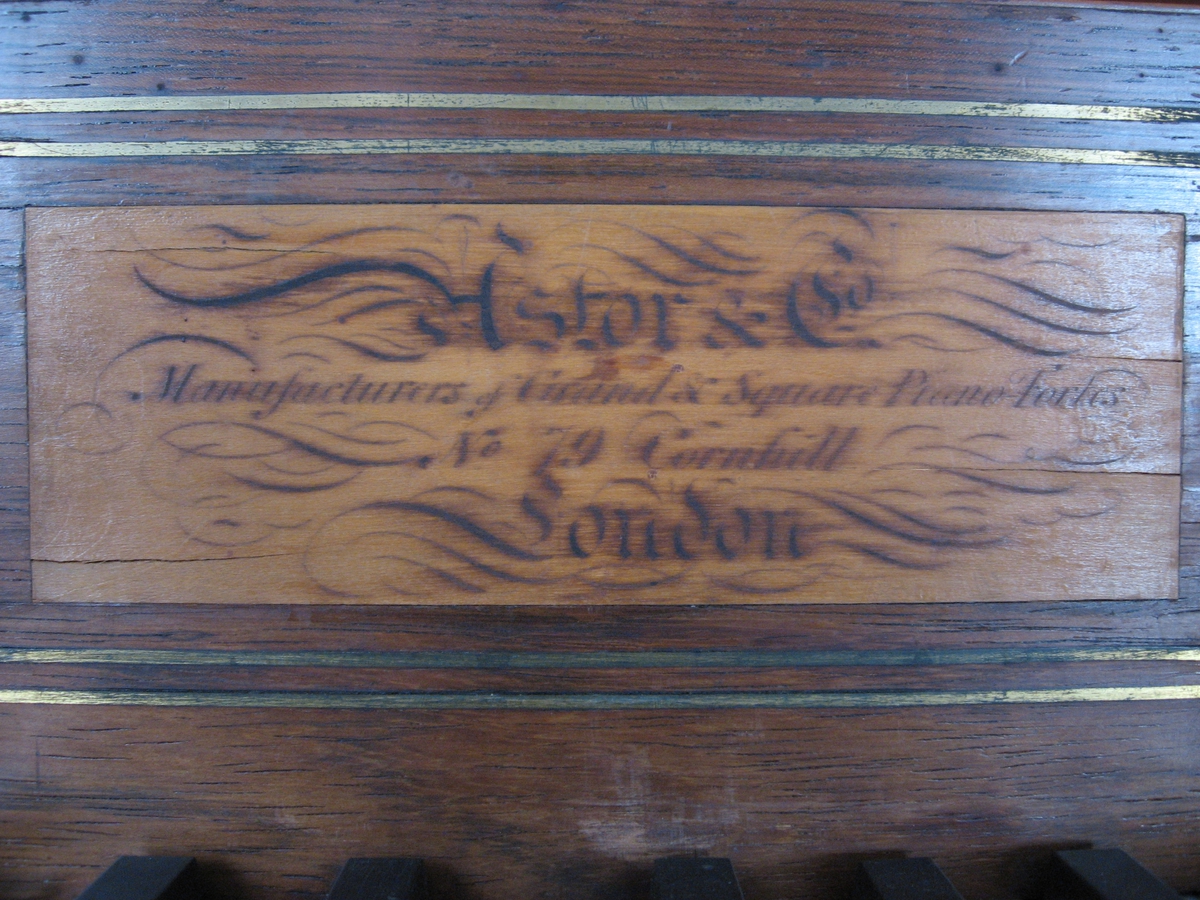 Astor & Co.
Manufacturers of Grand & Square Piano-Fortes
No 79 Cornhill
London